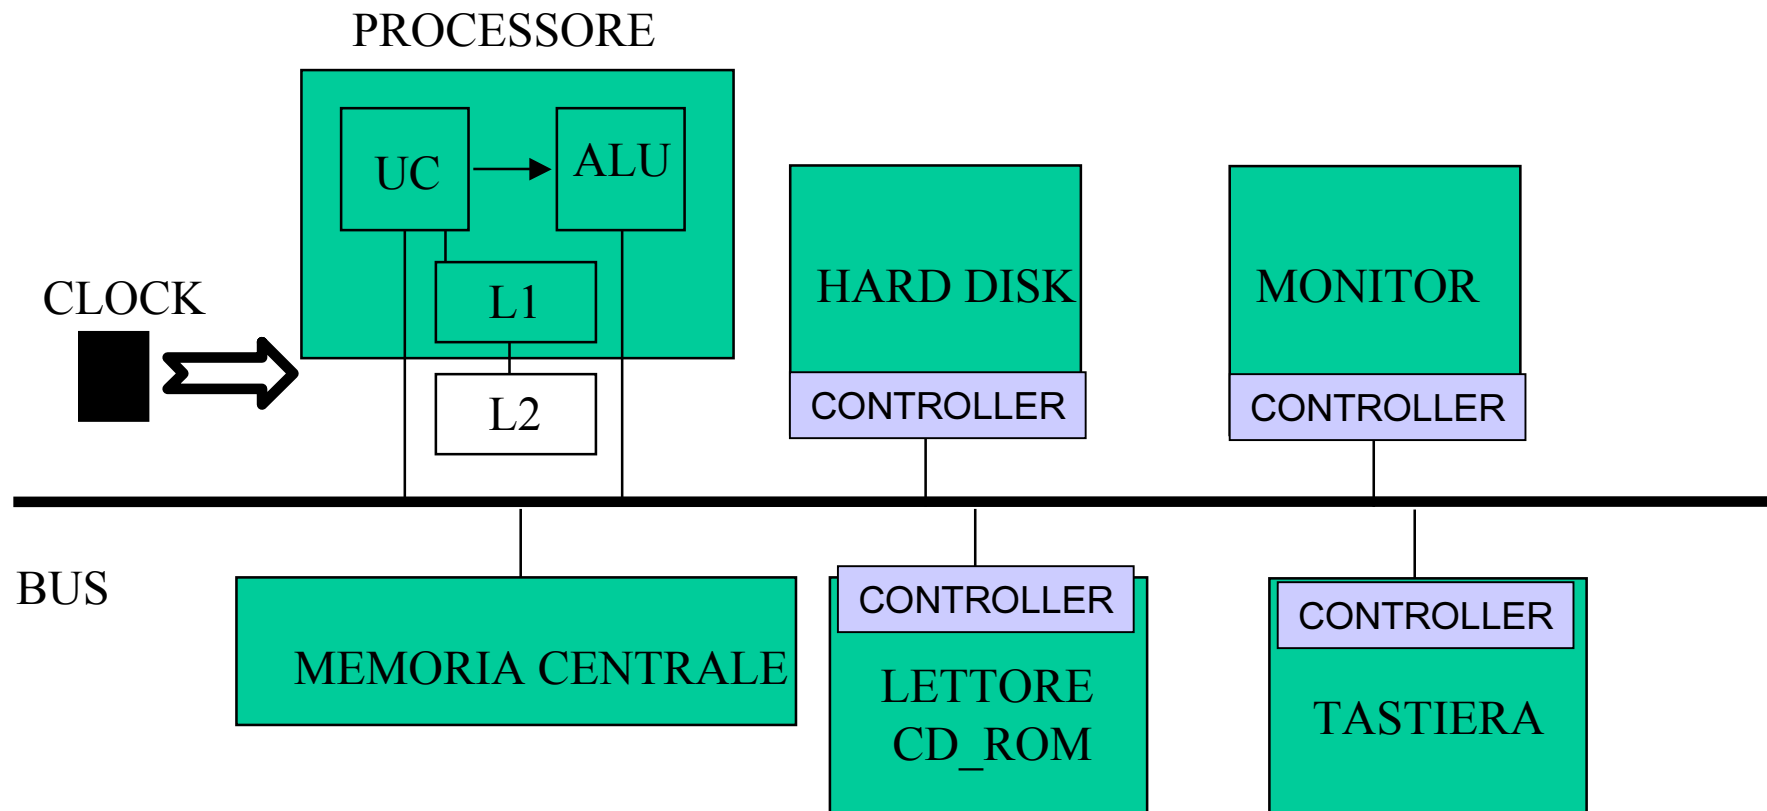 PROCESSORE
UC
ALU
L1
L2
CLOCK
HARD DISK
CONTROLLER
MONITOR
CONTROLLER
BUS
MEMORIA CENTRALE
CONTROLLER
LETTORE
CD_ROM
CONTROLLER
TASTIERA